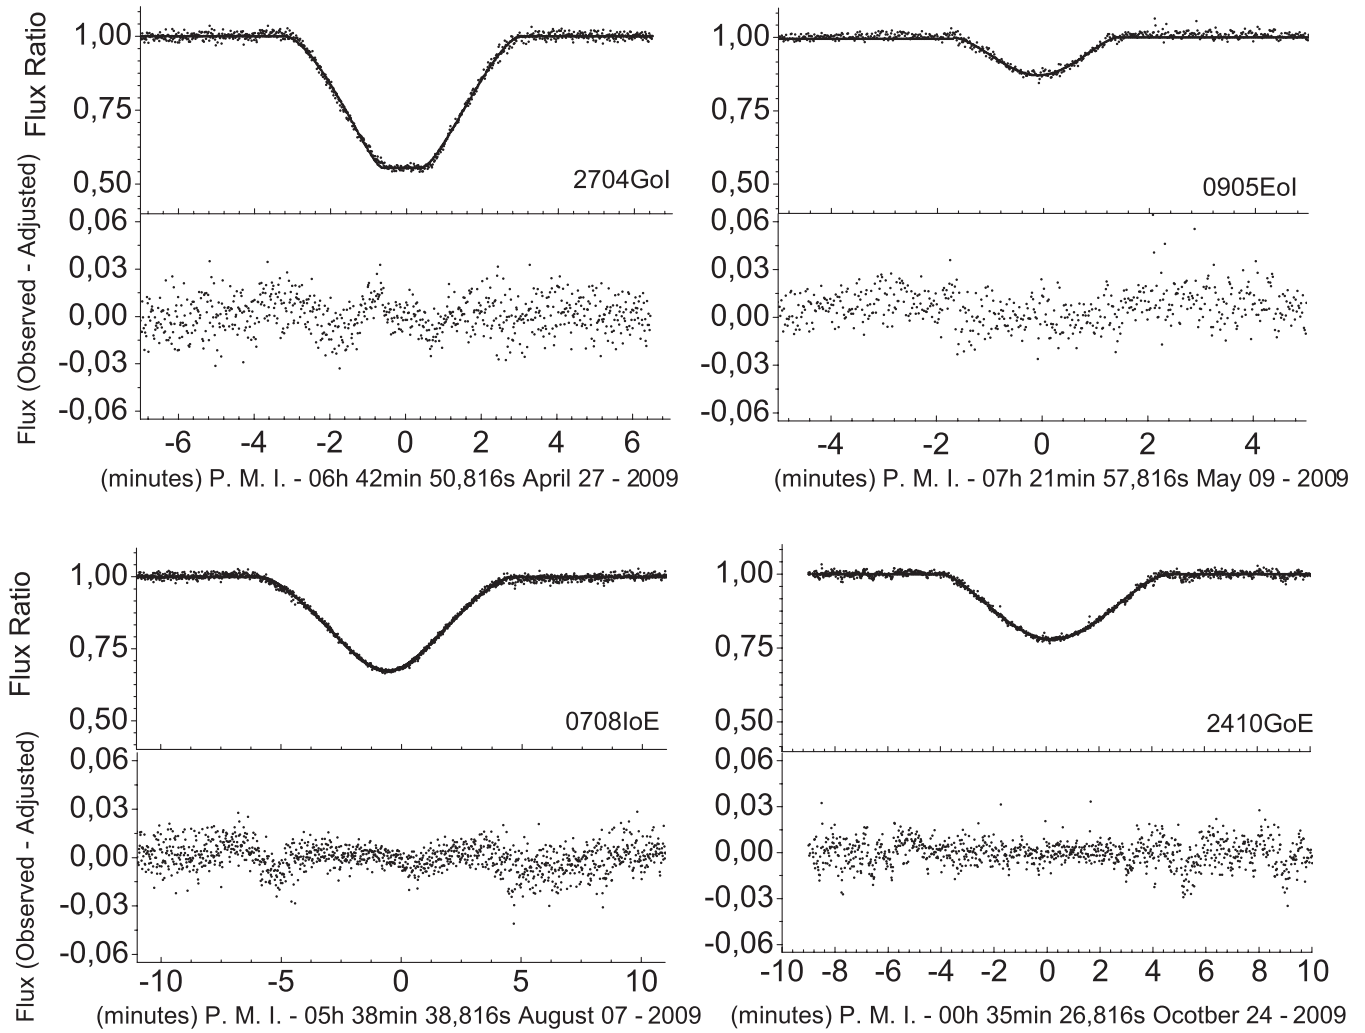 Flux Ratio
1,00
0,75
0,50
2704GoI
Flux (Observed - Adjusted)
0.06
0,03
0,00
-0,03
-0,06
-6 -4 -2 0 2 4 6
(minutes) P. M. I. - 06h 42min 50,816s April 27 - 2009
1,00
0,75
0,50
0905EoI
0.06
0,03
0,00
-0,03
-0,06
-4 -2 0 2 4
(minutes) P. M. I. - 07h 21min 57,816s May 09 - 2009
Flux Ratio
1,00
0,75
0,50
0708IoE
Flux (Observed - Adjusted)
0.06
0,03
0,00
-0,03
-0,06
-10 -5 0 5 10
(minutes) P. M. I. - 05h 38min 38,816s August 07 - 2009
1,00
0,75
0,50
2410GoE
0.06
0,03
0,00
-0,03
-0,06
-10 -8 -6 -4 -2 0 2 4 6 8 10
(minutes) P. M. I. - 00h 35min 26,816s Ocotber 24 - 2009